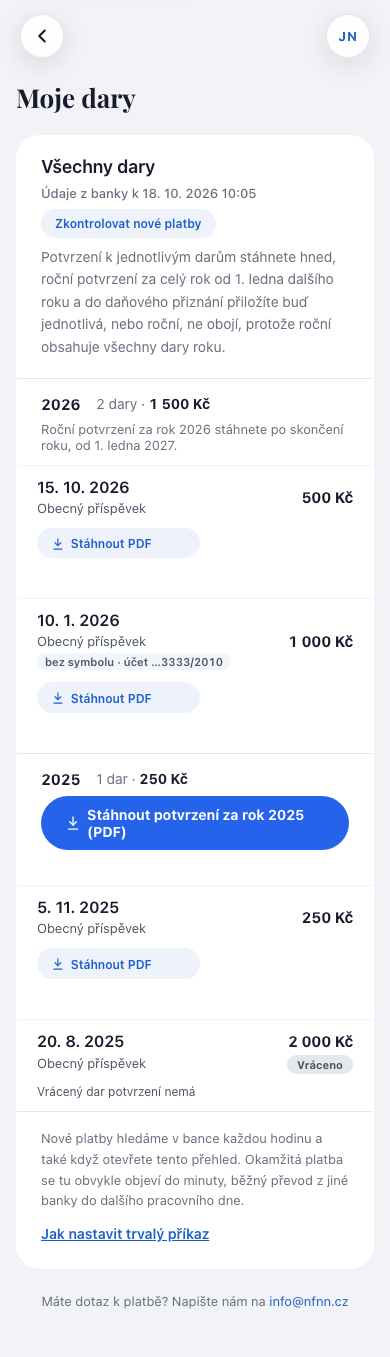 JN
Moje dary
Všechny dary
Údaje z banky k 18. 10. 2026 10:05
Zkontrolovat nové platby
Potvrzení k jednotlivým darům stáhnete hned,
roční potvrzení za celý rok od 1. ledna dalšího
roku a do daňového přiznání přiložíte buď
jednotlivá, nebo roční, ne obojí, protože roční
obsahuje všechny dary roku.
2026 2 dary · 1 500 Kč
Roční potvrzení za rok 2026 stáhnete po skončení
roku, od 1. ledna 2027.
15. 10. 2026
500 Kč
Obecný příspěvek
Stáhnout PDF
10. 1. 2026
Obecný příspěvek 1 000 Kč
bez symbolu · účet …3333/2010
Stáhnout PDF
2025 1 dar · 250 Kč
Stáhnout potvrzení za rok 2025
(PDF)
5. 11. 2025
250 Kč
Obecný příspěvek
Stáhnout PDF
20. 8. 2025 2 000 Kč
Obecný příspěvek Vráceno
Vrácený dar potvrzení nemá
Nové platby hledáme v bance každou hodinu a
také když otevřete tento přehled. Okamžitá platba
se tu obvykle objeví do minuty, běžný převod z jiné
banky do dalšího pracovního dne.
Jak nastavit trvalý příkaz
Máte dotaz k platbě? Napište nám na info@nfnn.cz